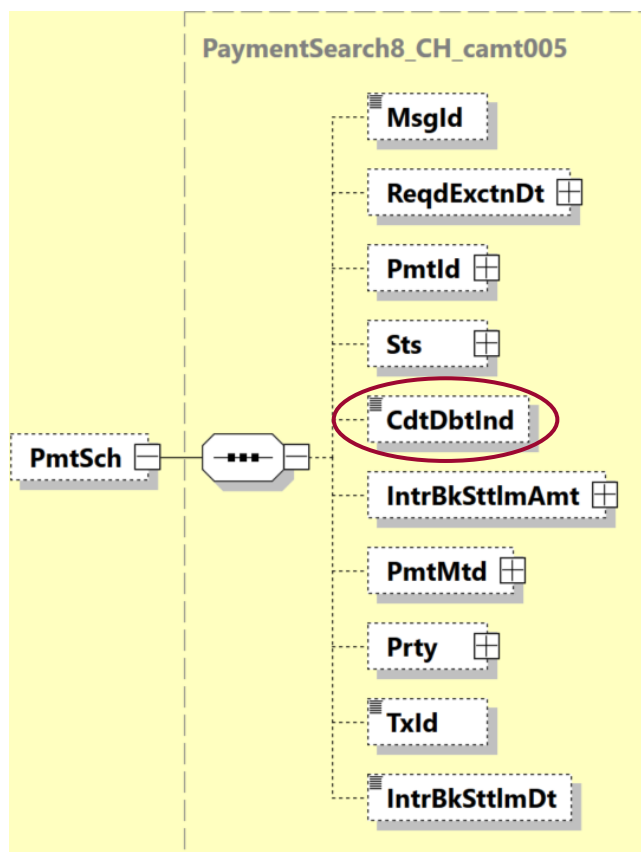 PaymentSearch8_CH_camt005
MsgId
ReqdExctnDt
PmtId
Sts
CdtDbtInd
PmtSch
IntrBkSttlmAmt
PmtMtd
Prty
TxId
IntrBkSttlmDt